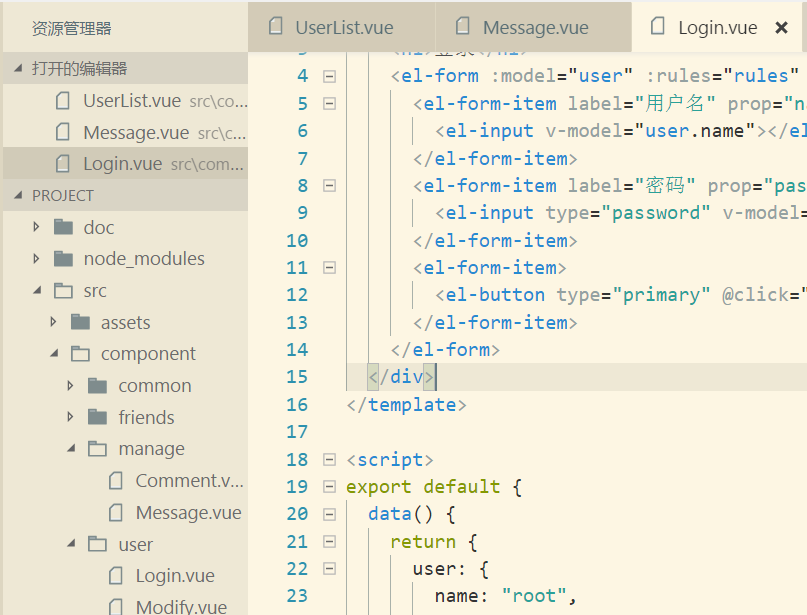 资源管理器
打开的编辑器
UserList.vue src\co...
Message.vue src\c...
Login.vue src\com...
PROJECT
doc
node_modules
src
assets
component
common
friends
manage
Comment.v...
Message.vue
user
Login.vue
Modify.vue
UserList.vue
Message.vue
Login.vue
4 <el-form :model="user" :rules="rules"
5 <el-form-item label="用户名" prop="n
6 <el-input v-model="user.name"></el
7 </el-form-item>
8 <el-form-item label="密码" prop="pas
9 <el-input type="password" v-model=
10 </el-form-item>
11 <el-form-item>
12 <el-button type="primary" @click="
13 </el-form-item>
14 </el-form>
15 </div>
16 </template>
17
18 <script>
19 export default {
20 data() {
21 return {
22 user: {
23 name: "root",